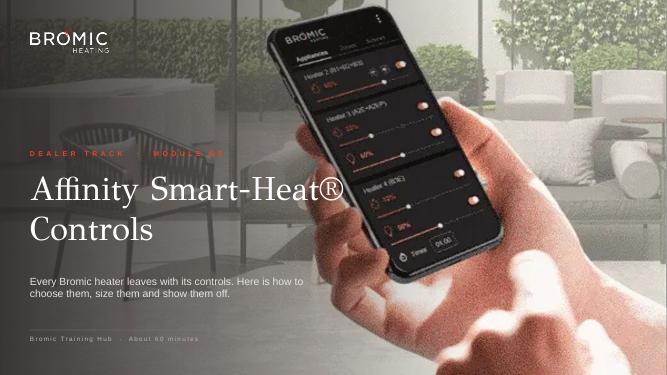 BROMIC
HEATING
DEALER TRACK · MODULE
Affinity Smart-Heat®
Controls
Every Bromic heater leaves with its controls. Here is how to
choose them, size them and show them off.
Bromic Training Hub · About 60 minutes
BROMIC
HEATING
Appliances Zones
Heater 2
Heater 3
60%
Heater 4
50%
Timer